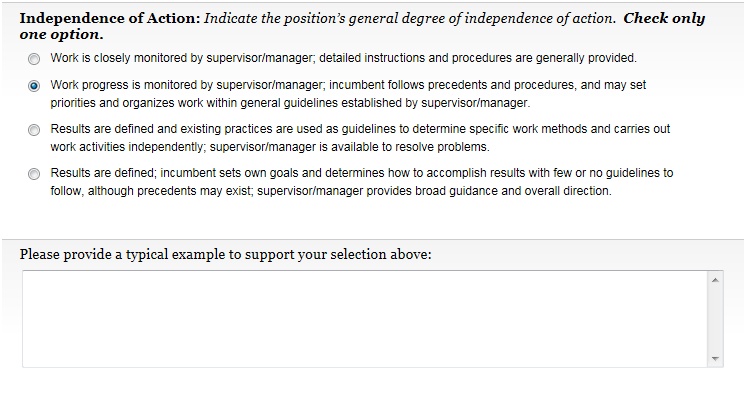 Independence of Action: Indicate the position's general degree of independence of action. Check only
one option.
Work is closely monitored by supervisor/manager; detailed instructions and procedures are generally provided.
Work progress is monitored by supervisor/manager; incumbent follows precedents and procedures, and may set
priorities and organizes work within general guidelines established by supervisor/manager.
Results are defined and existing practices are used as guidelines to determine specific work methods and carries out
work activities independently; supervisor/manager is available to resolve problems.
Results are defined; incumbent sets own goals and determines how to accomplish results with few or no guidelines to
follow, although precedents may exist; supervisor/manager provides broad guidance and overall direction.
Please provide a typical example to support your selection above: